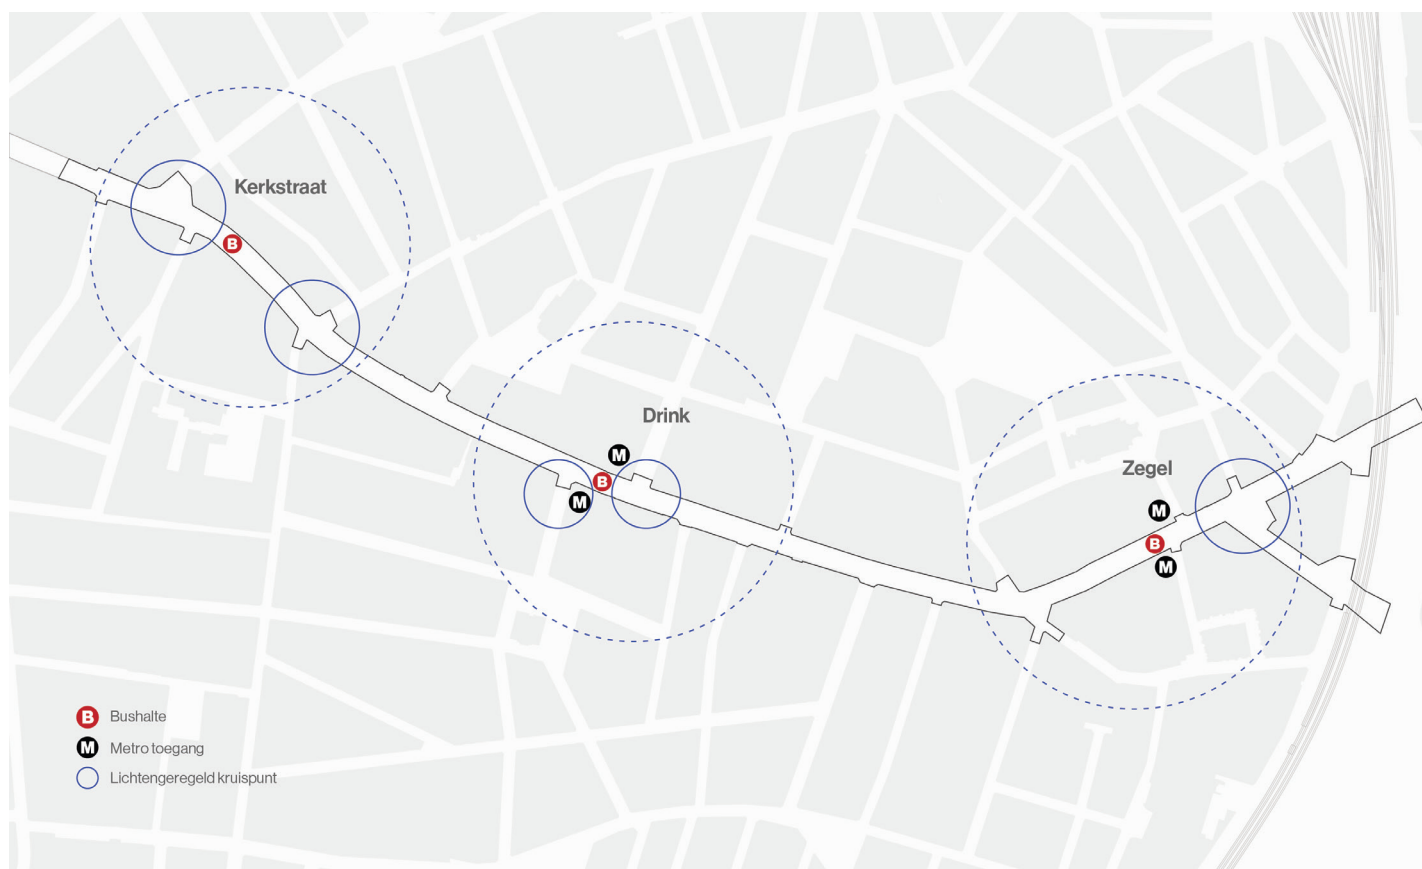 Kerkstraat
B
Drink
M
B
M
Zegel
M
B
M
B Bushalte
M Metro toegang
Lichtengeregeld kruispunt